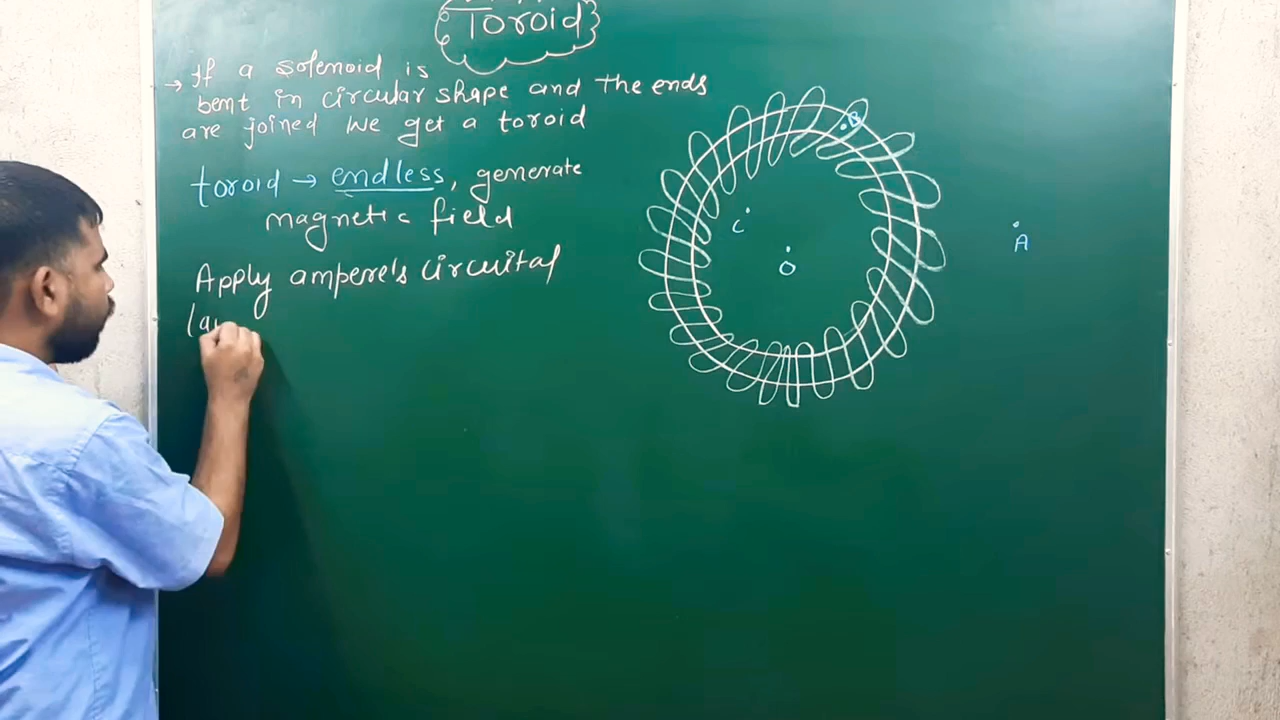 Toroid
→ If a solenoid is
bent in circular shape and the ends
are joined we get a toroid
toroid → endless, generate
magnetic field
Apply ampere's circuital
la
B
C
O
A